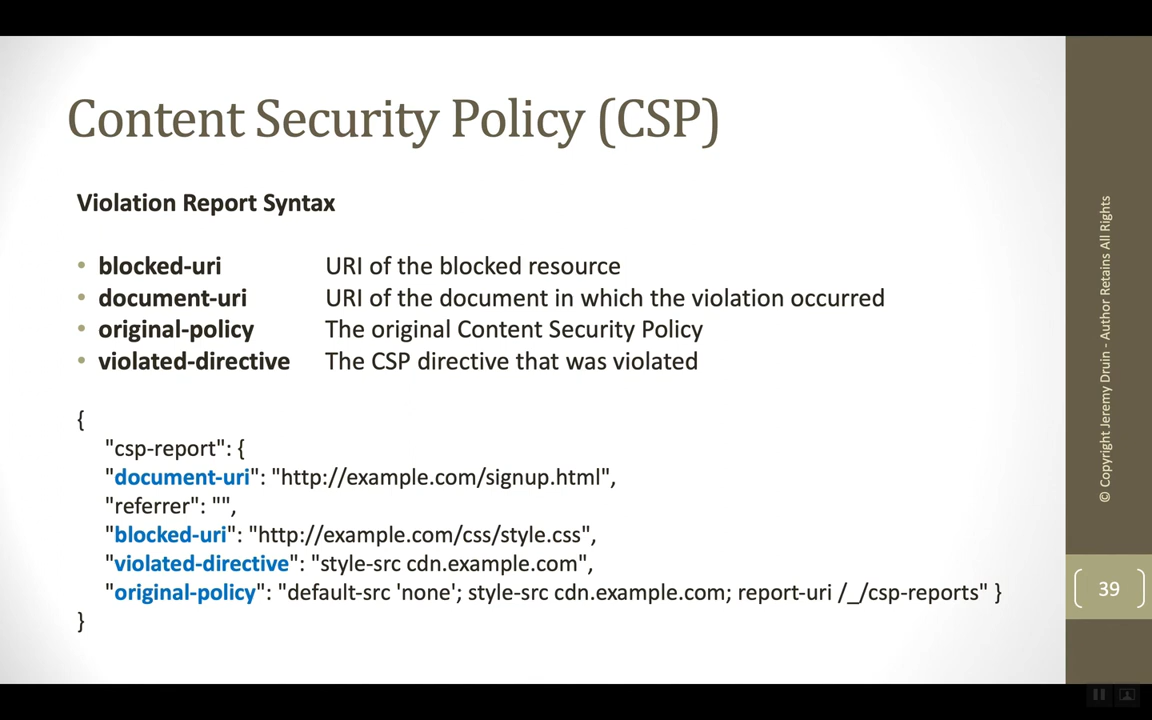 Content Security Policy (CSP)
Violation Report Syntax
• blocked-uri URI of the blocked resource
• document-uri URI of the document in which the violation occurred
• original-policy The original Content Security Policy
• violated-directive The CSP directive that was violated
{
"csp-report": {
"document-uri": "http://example.com/signup.html",
"referrer": "",
"blocked-uri": "http://example.com/css/style.css",
"violated-directive": "style-src cdn.example.com",
"original-policy": "default-src 'none'; style-src cdn.example.com; report-uri /_/csp-reports" }
}
© Copyright Jeremy Druin - Author Retains All Rights
39